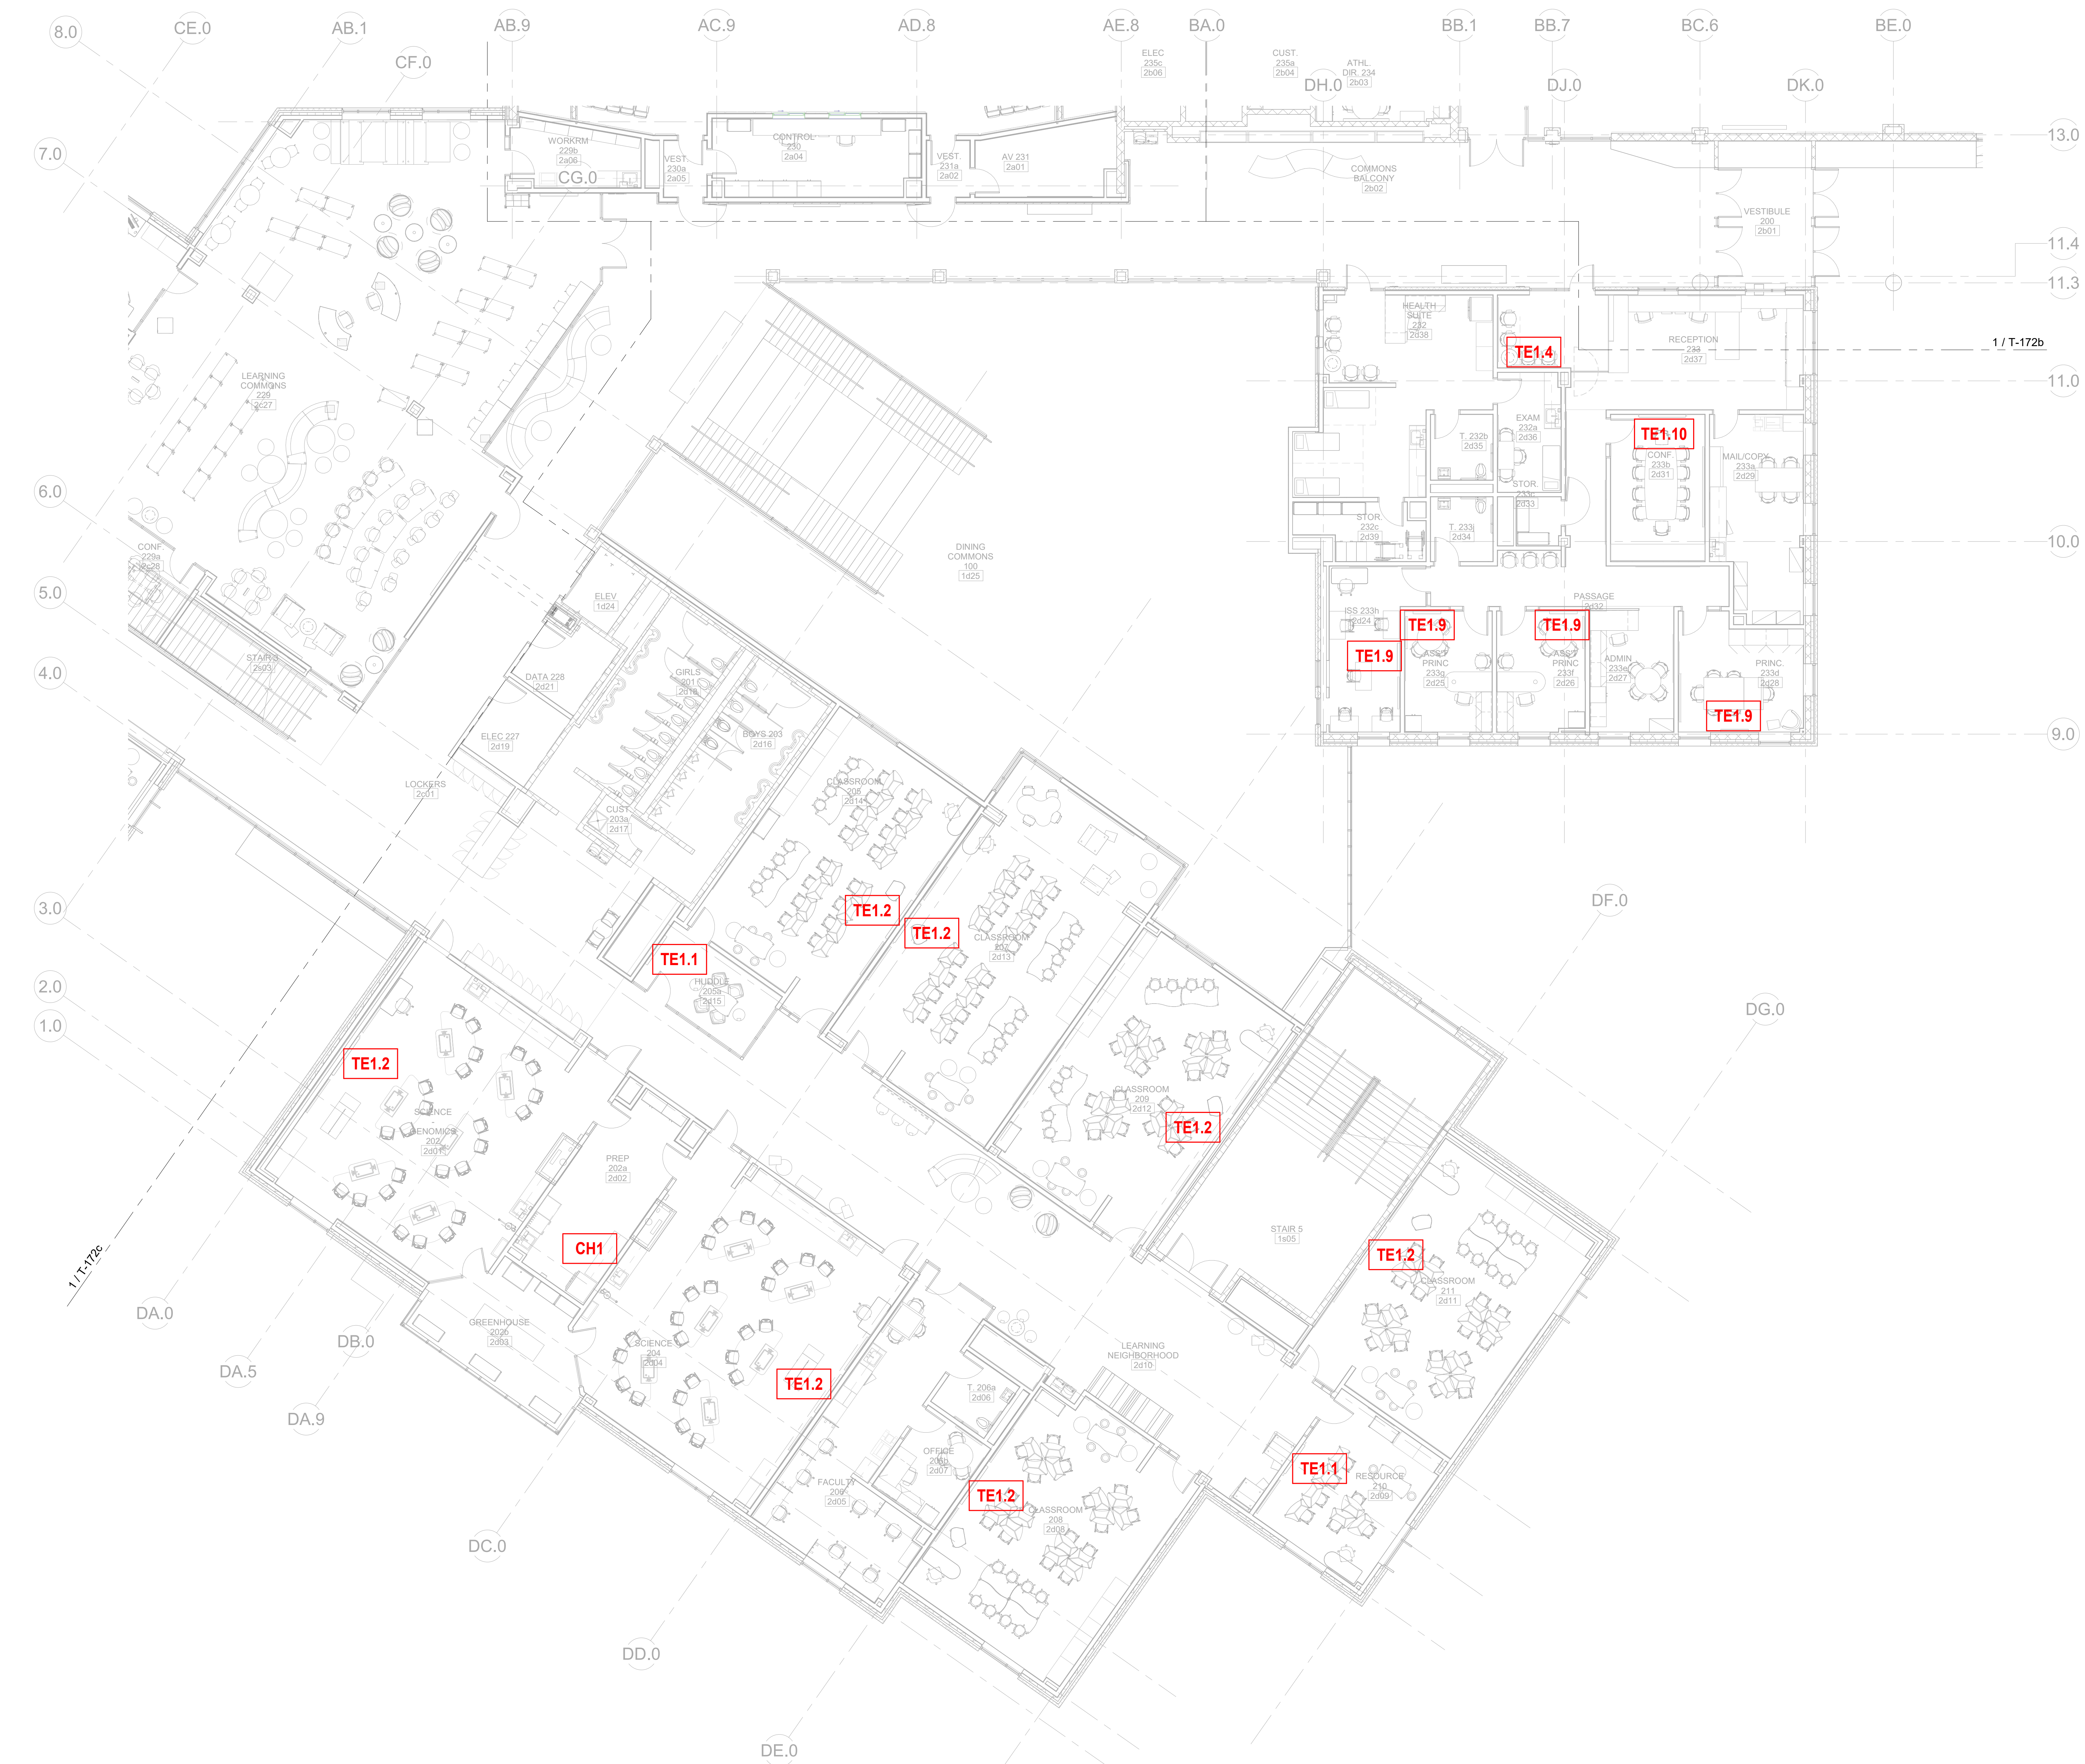 8.0
CE.0
AB.1
CF.0
AB.9
AC.9
AD.8
AE.8
BA.0
BB.1
BB.7
BC.6
BE.0
DH.0
DJ.0
DK.0
ELEC
235c
2b06
CUST.
235a
2b04
ATHL.
DIR. 234
2b03
7.0
13.0
WORKRM
229b
2a06
CG.0
VEST.
230a
2a05
CONTROL
230
2a04
VEST.
231a
2a02
AV 231
2a01
COMMONS
BALCONY
2b02
VESTIBULE
200
2b01
11.4
11.3
HEALTH
SUITE
232
2d38
TE1.4
RECEPTION
233
2d37
1 / T-172b
11.0
LEARNING
COMMONS
229
2c27
EXAM
232a
2d36
T. 232b
2d35
TE1.10
CONF.
233b
2d31
MAIL/COPY
233a
2d29
STOR.
233c
2d33
6.0
STOR.
232c
2d39
T. 233j
2d34
10.0
CONF.
229a
2c28
DINING
COMMONS
100
1d25
5.0
ELEV
1d24
PASSAGE
2d32
ISS 233h
2d24
TE1.9
TE1.9
TE1.9
ASS'T
PRINC
233g
2d25
ASS'T
PRINC
233f
2d26
ADMIN
233e
2d27
PRINC.
233d
2d28
TE1.9
STAIR 3
2s03
4.0
DATA 228
2d21
GIRLS
201
2d18
ELEC 227
2d19
BOYS 203
2d16
9.0
LOCKERS
2c01
CUST.
203a
2d17
CLASSROOM
205
2d14
3.0
TE1.2
TE1.2
CLASSROOM
207
2d13
DF.0
TE1.1
HUDDLE
205a
2d15
2.0
1.0
DG.0
TE1.2
SCIENCE
-
GENOMICS
202
2d01
CLASSROOM
209
2d12
TE1.2
PREP
202a
2d02
CH1
STAIR 5
1s05
TE1.2
CLASSROOM
211
2d11
1 / T-172c
DA.0
DB.0
DA.5
DA.9
GREENHOUSE
202b
2d03
SCIENCE
204
2d04
TE1.2
LEARNING
NEIGHBORHOOD
2d10
T. 206a
2d06
OFFICE
206b
2d07
FACULTY
206
2d05
TE1.2
CLASSROOM
208
2d08
TE1.1
RESOURCE
210
2d09
DC.0
DD.0
DE.0